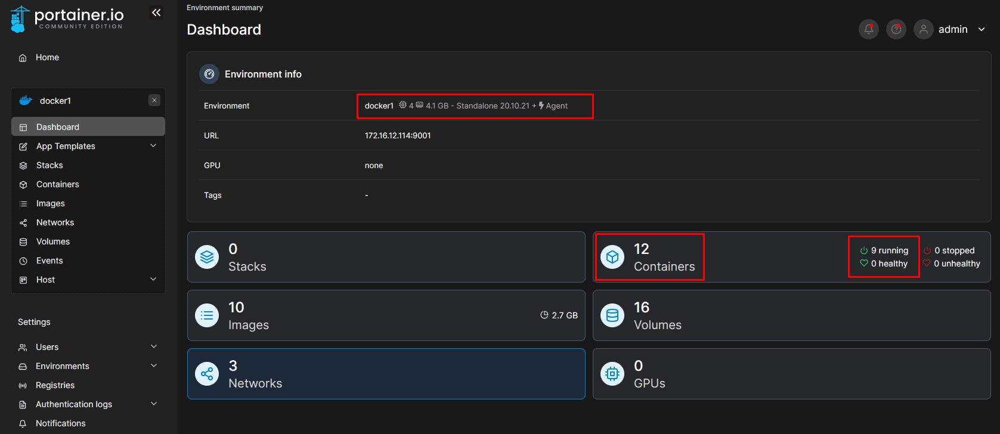 portainer.io
COMMUNITY EDITION
Home
docker1
Dashboard
App Templates
Stacks
Containers
Images
Networks
Volumes
Events
Host
Settings
Users
Environments
Registries
Authentication logs
Notifications
Environment summary
Dashboard
admin
Environment info
Environment docker1 4 4.1 GB - Standalone 20.10.21 + Agent
URL 172.16.12.114:9001
GPU none
Tags -
0
Stacks
12
Containers
9 running 0 stopped
0 healthy 0 unhealthy
10
Images
2.7 GB
16
Volumes
3
Networks
0
GPUs